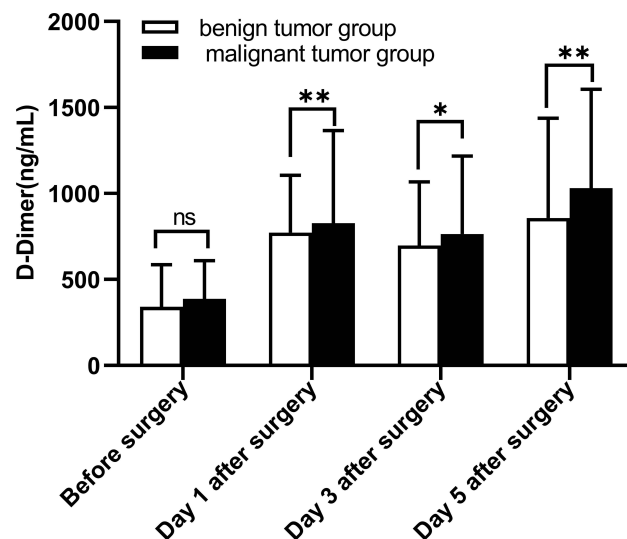 2000
1500
1000
500
0
D-Dimer(ng/mL)
benign tumor group
malignant tumor group
ns
**
*
**
Before surgery
Day 1 after surgery
Day 3 after surgery
Day 5 after surgery